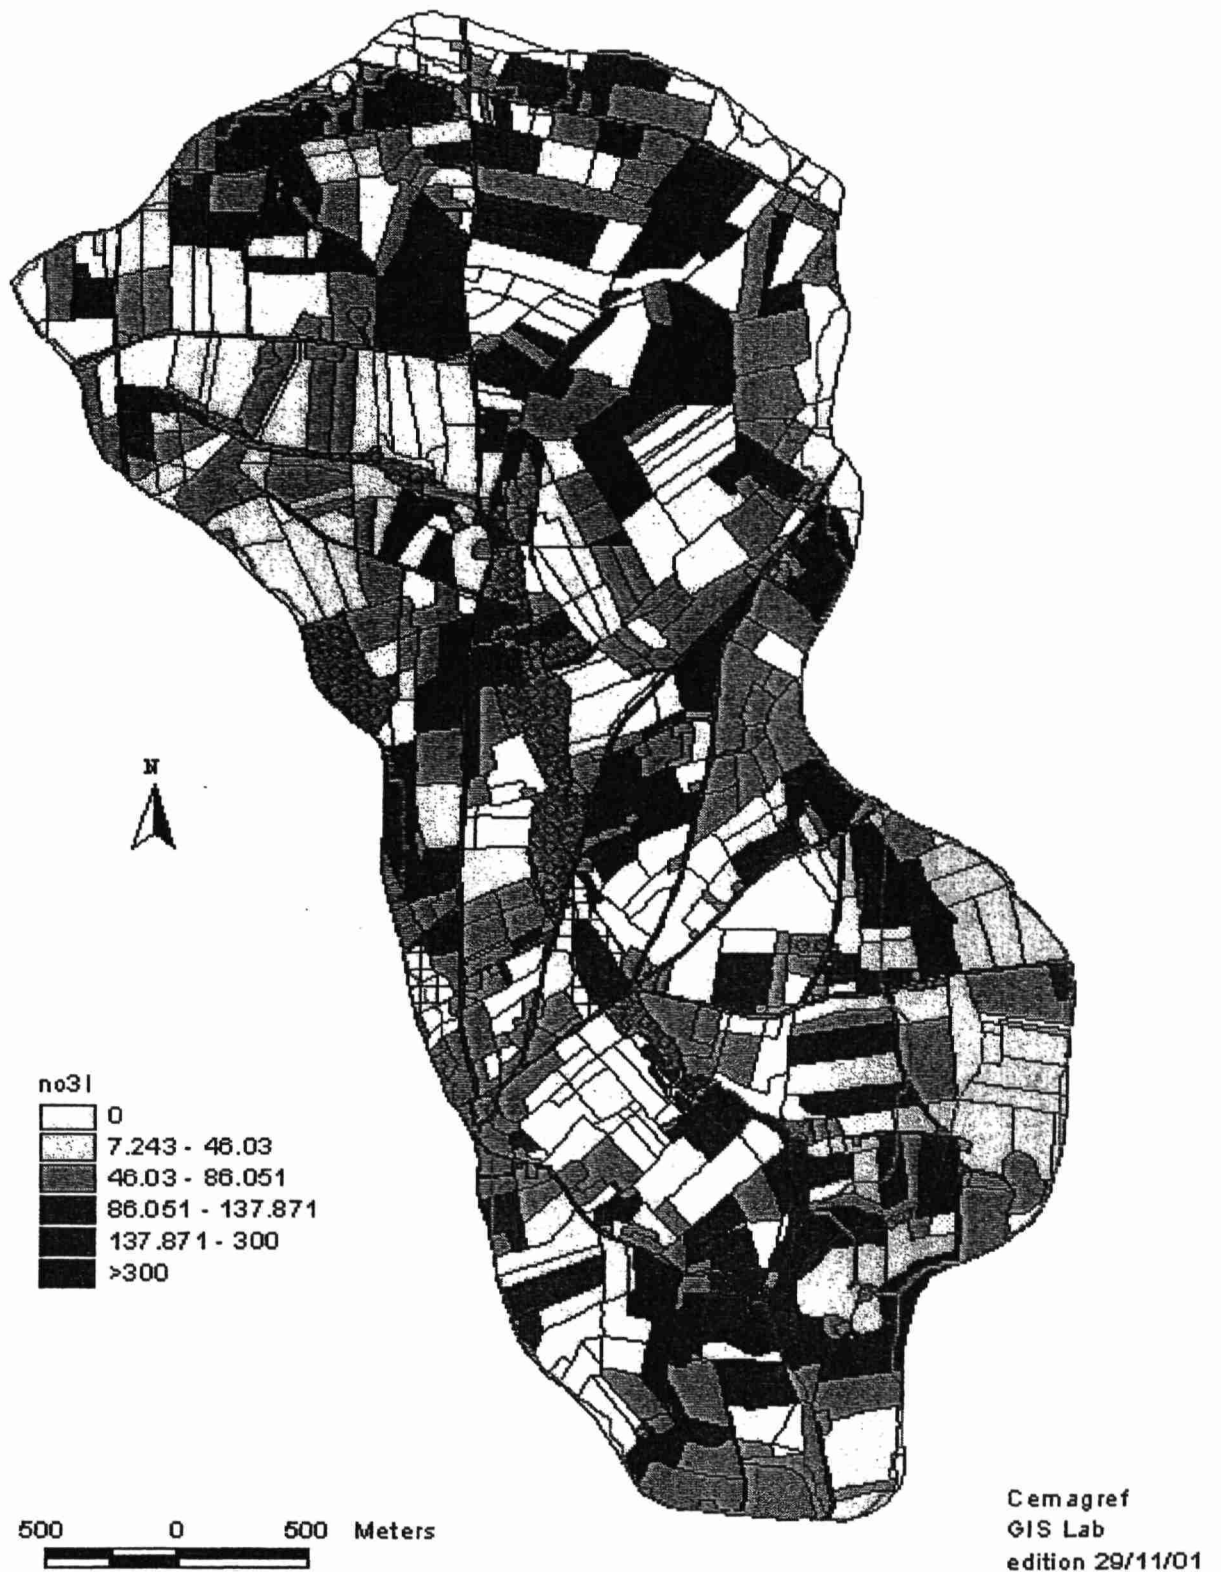 N
no3l
0
7.243 - 46.03
46.03 - 86.051
86.051 - 137.871
137.871 - 300
>300
500 0 500 Meters
Cemagref
GIS Lab
edition 29/11/01